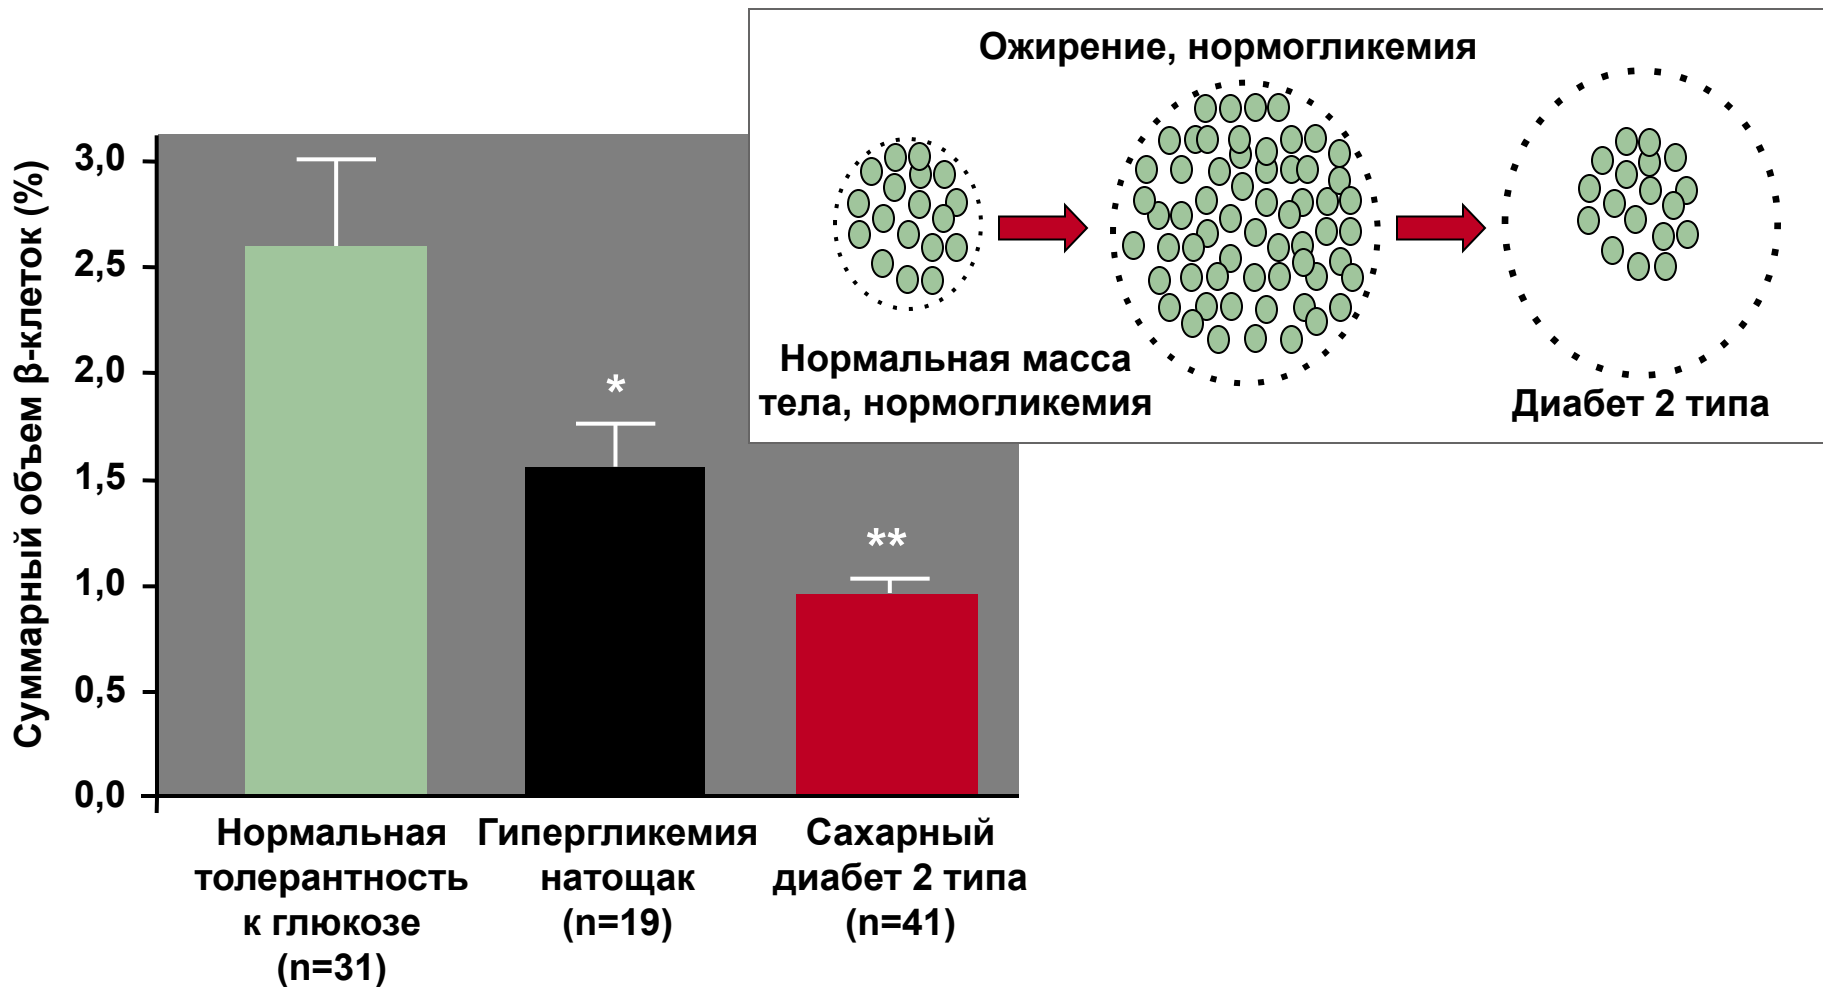 Ожирение, нормогликемия
Нормальная масса
тела, нормогликемия
Диабет 2 типа
Суммарный объем β-клеток (%)
3,0
2,5
2,0
1,5
1,0
0,5
0,0
*
**
Нормальная
толерантность
к глюкозе
(n=31)
Гипергликемия
натощак
(n=19)
Сахарный
диабет 2 типа
(n=41)